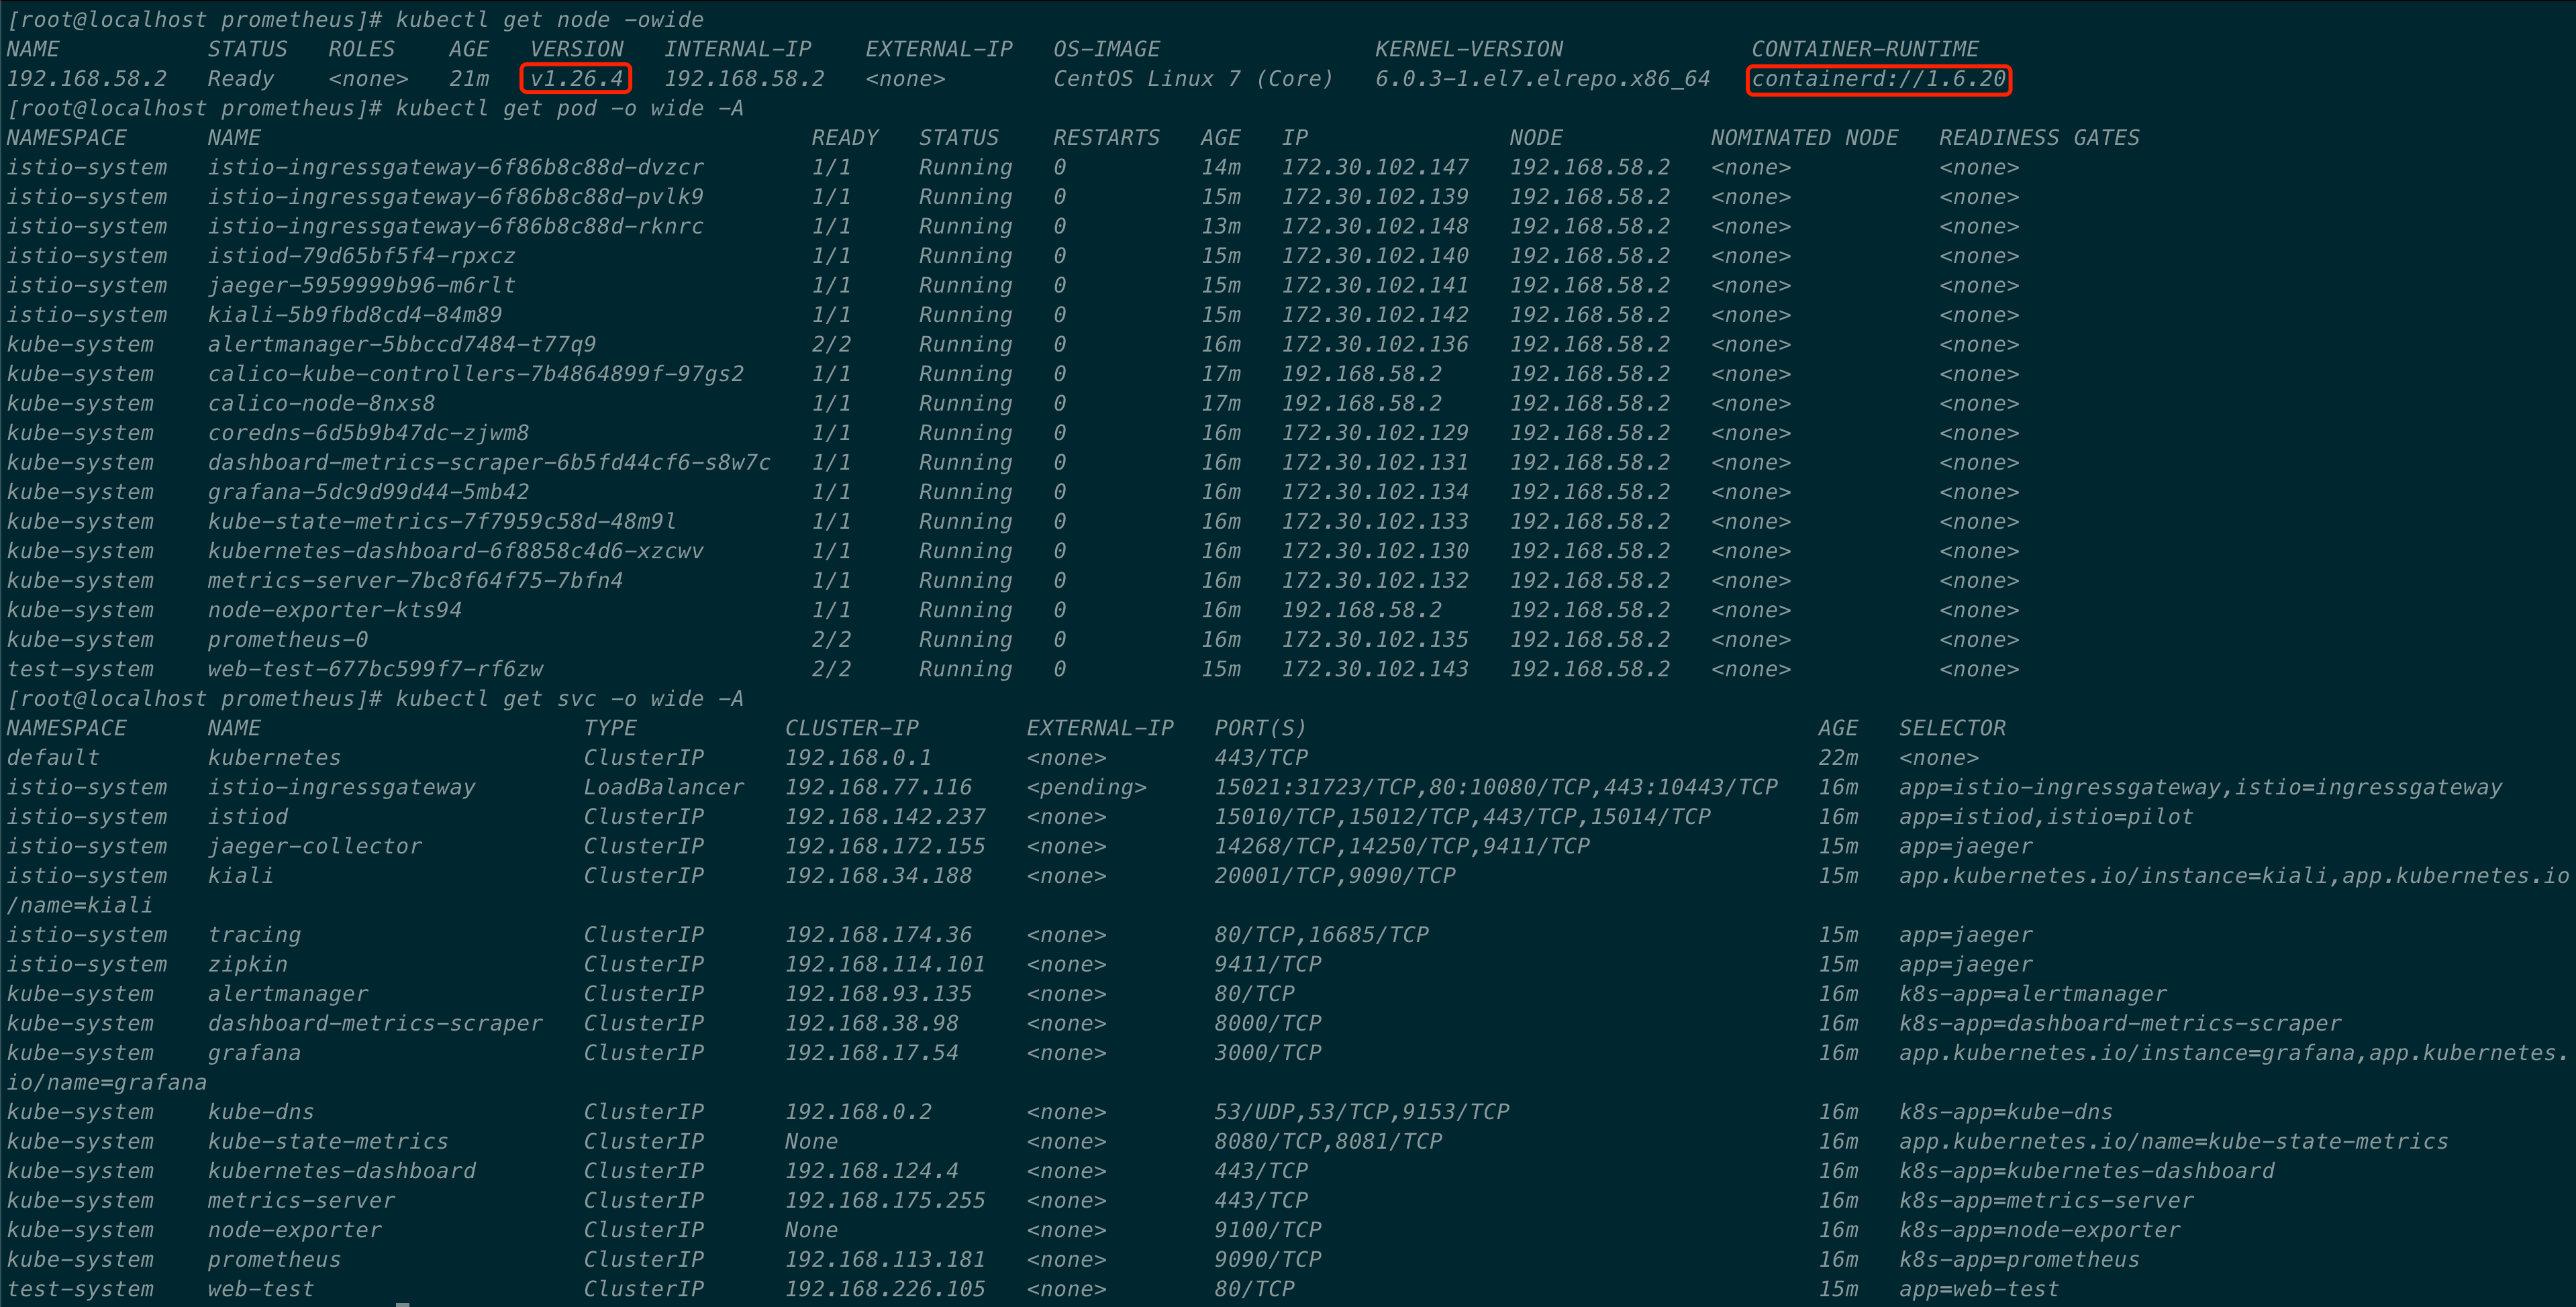 [root@localhost prometheus]# kubectl get node -owide
NAME STATUS ROLES AGE VERSION INTERNAL-IP EXTERNAL-IP OS-IMAGE KERNEL-VERSION CONTAINER-RUNTIME
192.168.58.2 Ready <none> 21m v1.26.4 192.168.58.2 <none> CentOS Linux 7 (Core) 6.0.3-1.el7.elrepo.x86_64 containerd://1.6.20
[root@localhost prometheus]# kubectl get pod -o wide -A
NAMESPACE NAME READY STATUS RESTARTS AGE IP NODE NOMINATED NODE READINESS GATES
istio-system istio-ingressgateway-6f86b8c88d-dvzcr 1/1 Running 0 14m 172.30.102.147 192.168.58.2 <none> <none>
istio-system istio-ingressgateway-6f86b8c88d-pvlk9 1/1 Running 0 15m 172.30.102.139 192.168.58.2 <none> <none>
istio-system istio-ingressgateway-6f86b8c88d-rknrc 1/1 Running 0 13m 172.30.102.148 192.168.58.2 <none> <none>
istio-system istiod-79d65bf5f4-rpxcz 1/1 Running 0 15m 172.30.102.140 192.168.58.2 <none> <none>
istio-system jaeger-5959999b96-m6rlt 1/1 Running 0 15m 172.30.102.141 192.168.58.2 <none> <none>
istio-system kiali-5b9fbd8cd4-84m89 1/1 Running 0 15m 172.30.102.142 192.168.58.2 <none> <none>
kube-system alertmanager-5bbccd7484-t77q9 2/2 Running 0 16m 172.30.102.136 192.168.58.2 <none> <none>
kube-system calico-kube-controllers-7b4864899f-97gs2 1/1 Running 0 17m 192.168.58.2 192.168.58.2 <none> <none>
kube-system calico-node-8nxs8 1/1 Running 0 17m 192.168.58.2 192.168.58.2 <none> <none>
kube-system coredns-6d5b9b47dc-zjwm8 1/1 Running 0 16m 172.30.102.129 192.168.58.2 <none> <none>
kube-system dashboard-metrics-scraper-6b5fd44cf6-s8w7c 1/1 Running 0 16m 172.30.102.131 192.168.58.2 <none> <none>
kube-system grafana-5dc9d99d44-5mb42 1/1 Running 0 16m 172.30.102.134 192.168.58.2 <none> <none>
kube-system kube-state-metrics-7f7959c58d-48m9l 1/1 Running 0 16m 172.30.102.133 192.168.58.2 <none> <none>
kube-system kubernetes-dashboard-6f8858c4d6-xzcwv 1/1 Running 0 16m 172.30.102.130 192.168.58.2 <none> <none>
kube-system metrics-server-7bc8f64f75-7bfn4 1/1 Running 0 16m 172.30.102.132 192.168.58.2 <none> <none>
kube-system node-exporter-kts94 1/1 Running 0 16m 192.168.58.2 192.168.58.2 <none> <none>
kube-system prometheus-0 2/2 Running 0 16m 172.30.102.135 192.168.58.2 <none> <none>
test-system web-test-677bc599f7-rf6zw 2/2 Running 0 15m 172.30.102.143 192.168.58.2 <none> <none>
[root@localhost prometheus]# kubectl get svc -o wide -A
NAMESPACE NAME TYPE CLUSTER-IP EXTERNAL-IP PORT(S) AGE SELECTOR
default kubernetes ClusterIP 192.168.0.1 <none> 443/TCP 22m <none>
istio-system istio-ingressgateway LoadBalancer 192.168.77.116 <pending> 15021:31723/TCP,80:10080/TCP,443:10443/TCP 16m app=istio-ingressgateway,istio=ingressgateway
istio-system istiod ClusterIP 192.168.142.237 <none> 15010/TCP,15012/TCP,443/TCP,15014/TCP 16m app=istiod,istio=pilot
istio-system jaeger-collector ClusterIP 192.168.172.155 <none> 14268/TCP,14250/TCP,9411/TCP 15m app=jaeger
istio-system kiali ClusterIP 192.168.34.188 <none> 20001/TCP,9090/TCP 15m app.kubernetes.io/instance=kiali,app.kubernetes.io
/name=kiali
istio-system tracing ClusterIP 192.168.174.36 <none> 80/TCP,16685/TCP 15m app=jaeger
istio-system zipkin ClusterIP 192.168.114.101 <none> 9411/TCP 15m app=jaeger
kube-system alertmanager ClusterIP 192.168.93.135 <none> 80/TCP 16m k8s-app=alertmanager
kube-system dashboard-metrics-scraper ClusterIP 192.168.38.98 <none> 8000/TCP 16m k8s-app=dashboard-metrics-scraper
kube-system grafana ClusterIP 192.168.17.54 <none> 3000/TCP 16m app.kubernetes.io/instance=grafana,app.kubernetes.
io/name=grafana
kube-system kube-dns ClusterIP 192.168.0.2 <none> 53/UDP,53/TCP,9153/TCP 16m k8s-app=kube-dns
kube-system kube-state-metrics ClusterIP None <none> 8080/TCP,8081/TCP 16m app.kubernetes.io/name=kube-state-metrics
kube-system kubernetes-dashboard ClusterIP 192.168.124.4 <none> 443/TCP 16m k8s-app=kubernetes-dashboard
kube-system metrics-server ClusterIP 192.168.175.255 <none> 443/TCP 16m k8s-app=metrics-server
kube-system node-exporter ClusterIP None <none> 9100/TCP 16m k8s-app=node-exporter
kube-system prometheus ClusterIP 192.168.113.181 <none> 9090/TCP 16m k8s-app=prometheus
test-system web-test ClusterIP 192.168.226.105 <none> 80/TCP 15m app=web-test